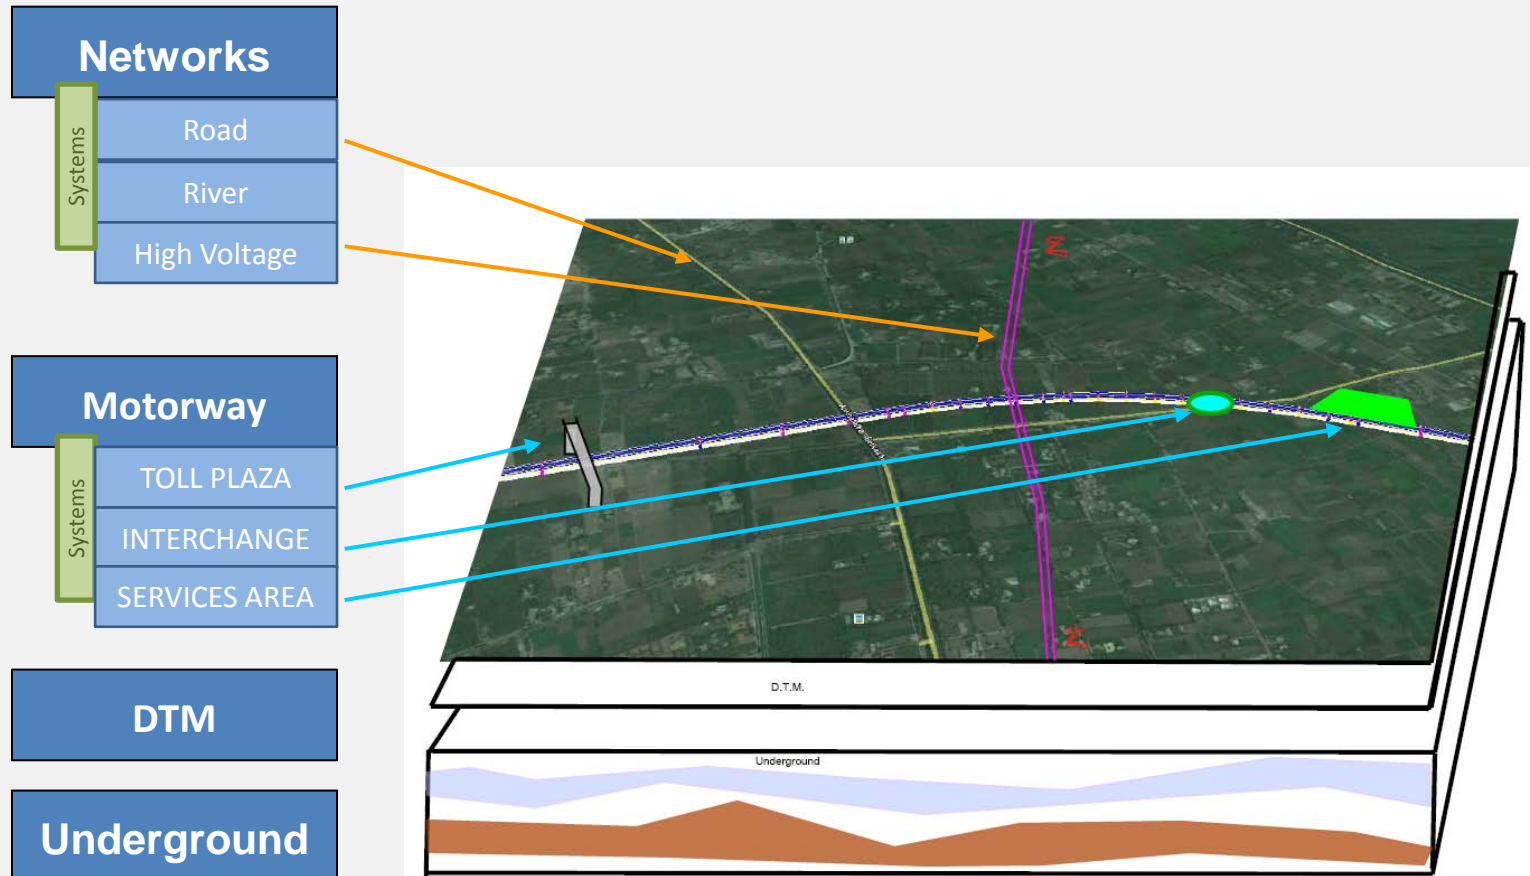 Networks
Systems
Road
River
High Voltage
Motorway
Systems
TOLL PLAZA
INTERCHANGE
SERVICES AREA
DTM
Underground
D.T.M.
Underground